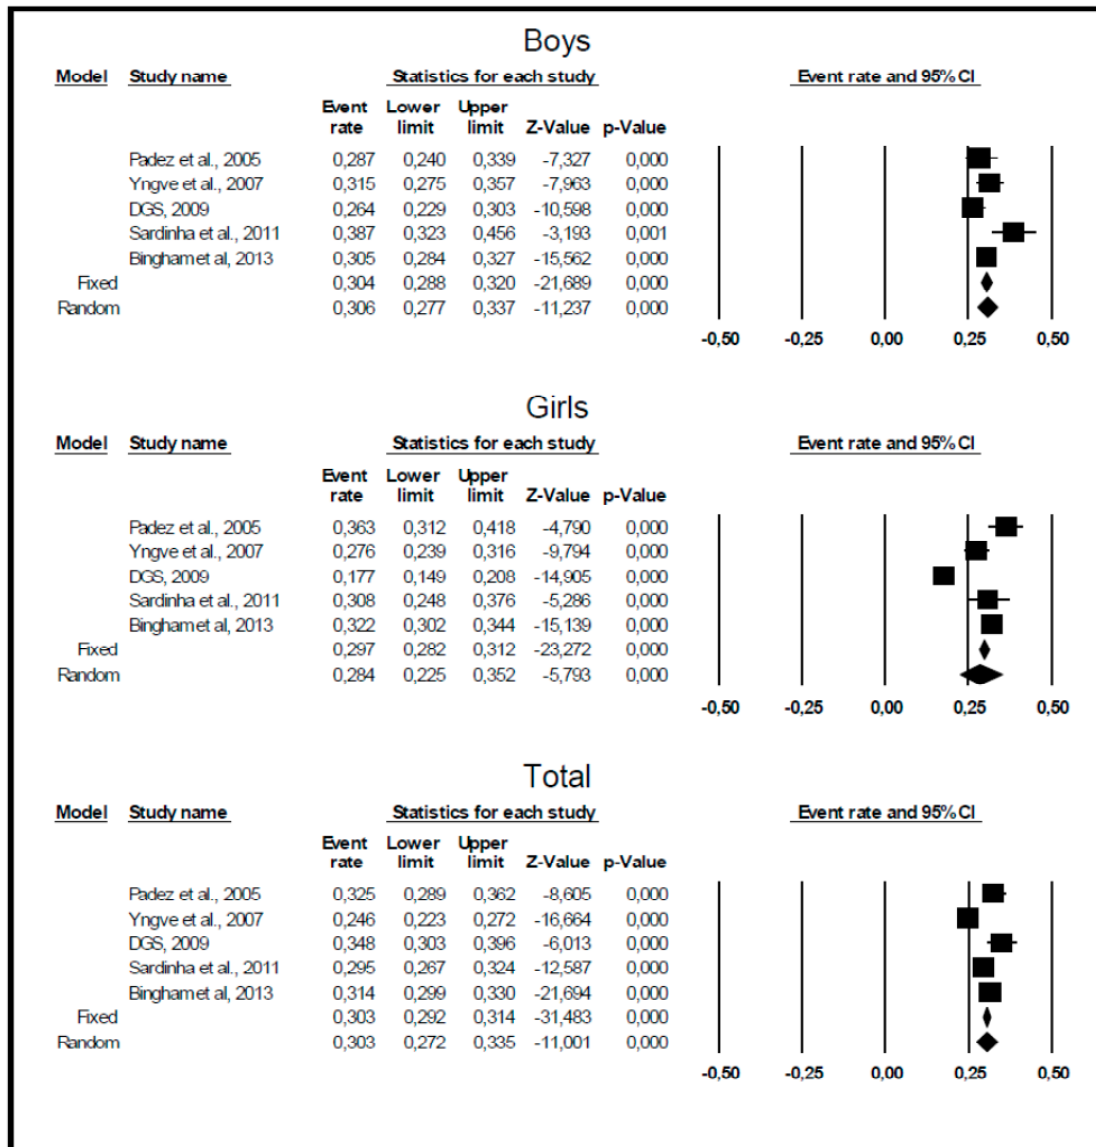 Boys
Model Study name Statistics for each study Event rate and 95% CI
Event Lower Upper
rate limit limit Z-Value p-Value
Padez et al., 2005 0,287 0,240 0,339 -7,327 0,000
Yngve et al., 2007 0,315 0,275 0,357 -7,963 0,000
DGS, 2009 0,264 0,229 0,303 -10,598 0,000
Sardinha et al., 2011 0,387 0,323 0,456 -3,193 0,001
Bingham et al, 2013 0,305 0,284 0,327 -15,562 0,000
Fixed 0,304 0,288 0,320 -21,689 0,000
Random 0,306 0,277 0,337 -11,237 0,000
-0,50 -0,25 0,00 0,25 0,50
Girls
Model Study name Statistics for each study Event rate and 95% CI
Event Lower Upper
rate limit limit Z-Value p-Value
Padez et al., 2005 0,363 0,312 0,418 -4,790 0,000
Yngve et al., 2007 0,276 0,239 0,316 -9,794 0,000
DGS, 2009 0,177 0,149 0,208 -14,905 0,000
Sardinha et al., 2011 0,308 0,248 0,376 -5,286 0,000
Bingham et al, 2013 0,322 0,302 0,344 -15,139 0,000
Fixed 0,297 0,282 0,312 -23,272 0,000
Random 0,284 0,225 0,352 -5,793 0,000
-0,50 -0,25 0,00 0,25 0,50
Total
Model Study name Statistics for each study Event rate and 95% CI
Event Lower Upper
rate limit limit Z-Value p-Value
Padez et al., 2005 0,325 0,289 0,362 -8,605 0,000
Yngve et al., 2007 0,246 0,223 0,272 -16,664 0,000
DGS, 2009 0,348 0,303 0,396 -6,013 0,000
Sardinha et al., 2011 0,295 0,267 0,324 -12,587 0,000
Bingham et al, 2013 0,314 0,299 0,330 -21,694 0,000
Fixed 0,303 0,292 0,314 -31,483 0,000
Random 0,303 0,272 0,335 -11,001 0,000
-0,50 -0,25 0,00 0,25 0,50